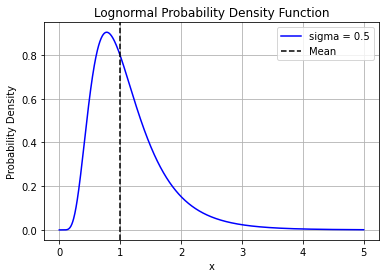 Lognormal Probability Density Function
sigma = 0.5
Mean
Probability Density
0.8
0.6
0.4
0.2
0.0
0 1 2 3 4 5
x